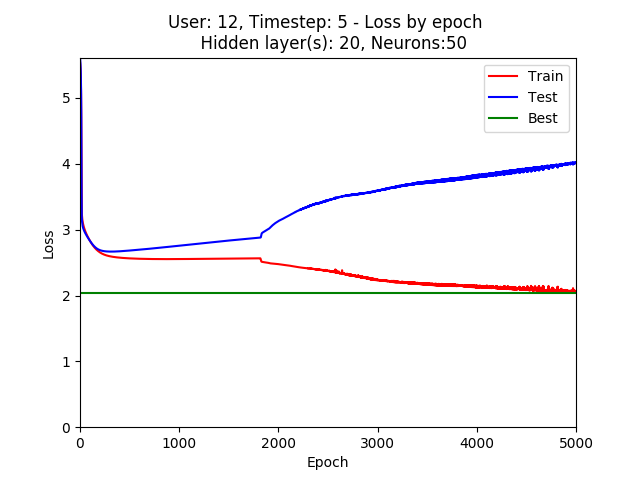 User: 12, Timestep: 5 - Loss by epoch
Hidden layer(s): 20, Neurons:50
Train
Test
Best
5
4
3
2
1
0
Loss
0 1000 2000 3000 4000 5000
Epoch